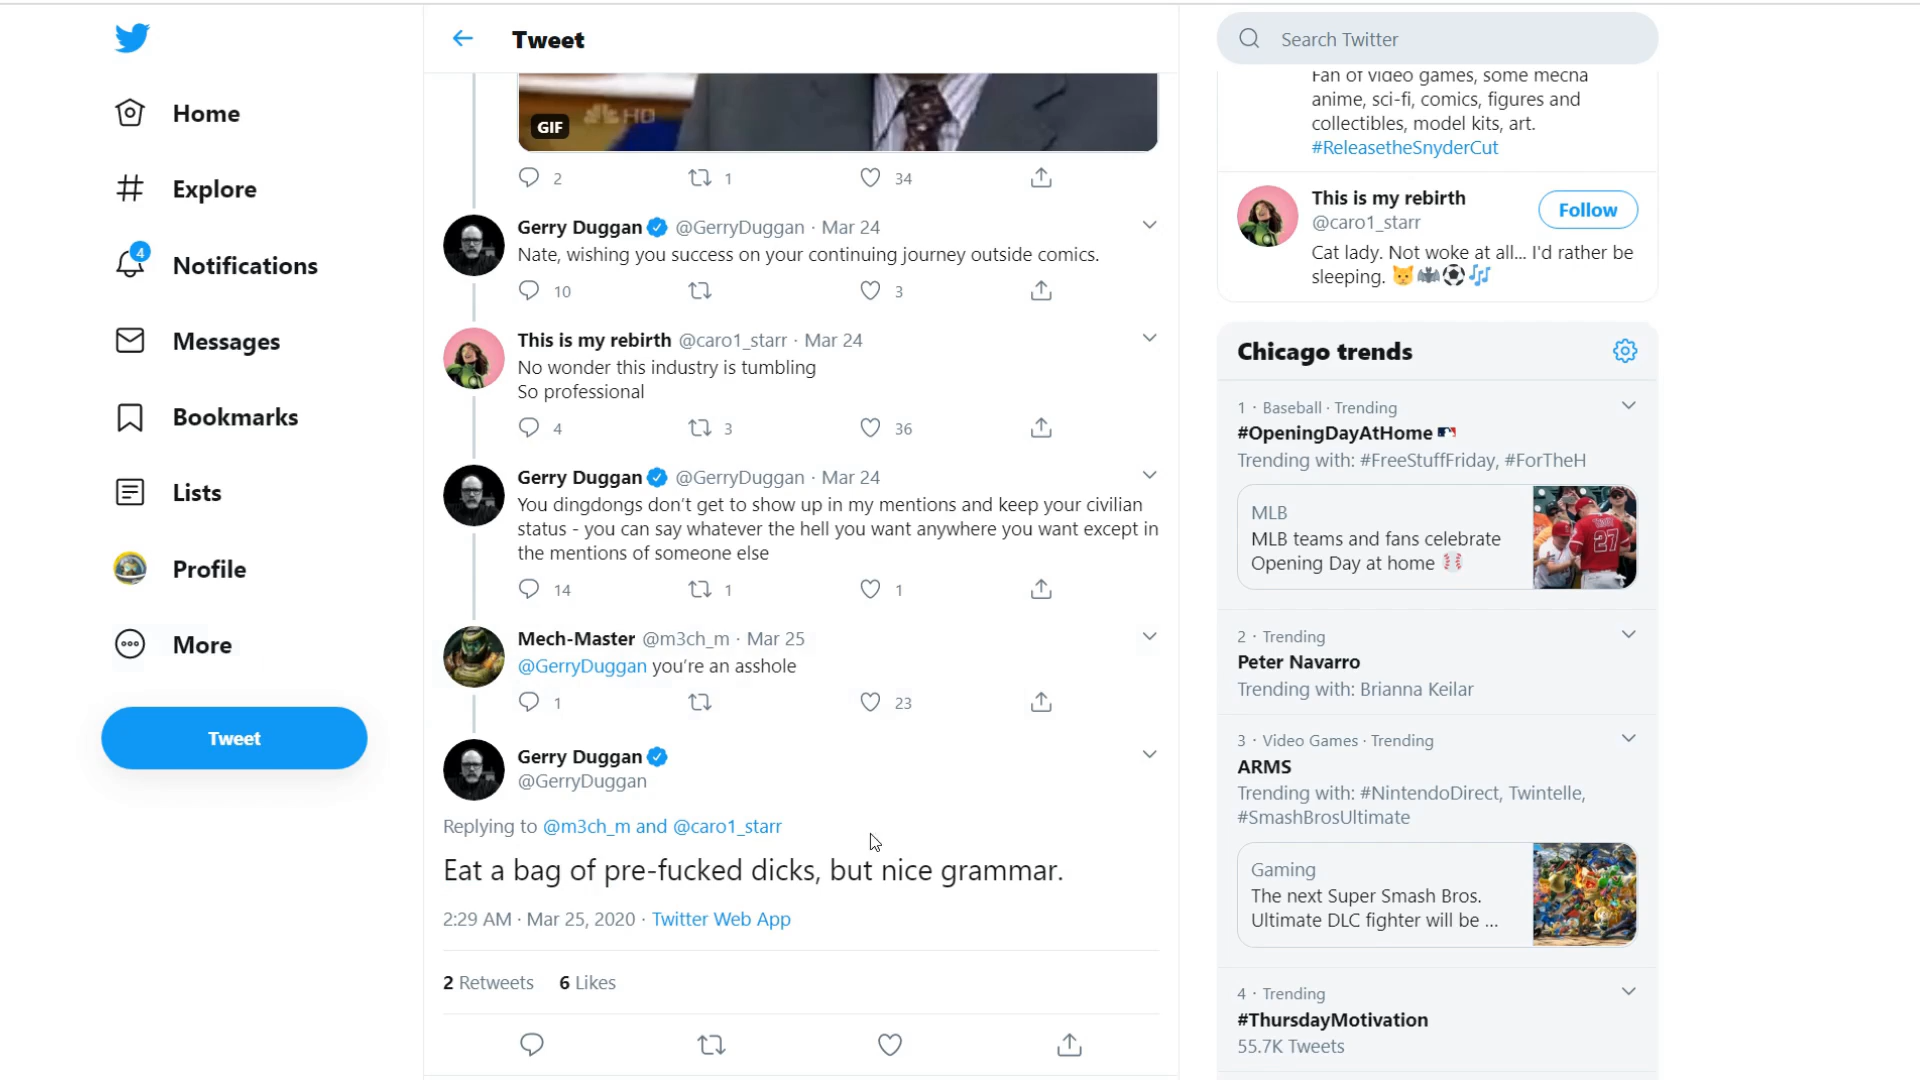 Home
Explore
4
Notifications
Messages
Bookmarks
Lists
Profile
More
Tweet
Tweet
GIF
HD
2
1
34
Gerry Duggan @GerryDuggan · Mar 24
Nate, wishing you success on your continuing journey outside comics.
10
3
This is my rebirth @caro1_starr · Mar 24
No wonder this industry is tumbling
So professional
4
3
36
Gerry Duggan @GerryDuggan · Mar 24
You dingdongs don't get to show up in my mentions and keep your civilian
status - you can say whatever the hell you want anywhere you want except in
the mentions of someone else
14
1
1
Mech-Master @m3ch_m · Mar 25
@GerryDuggan you're an asshole
1
23
Gerry Duggan
@GerryDuggan
Replying to @m3ch_m and @caro1_starr
Eat a bag of pre-fucked dicks, but nice grammar.
2:29 AM · Mar 25, 2020 · Twitter Web App
2 Retweets 6 Likes
Search Twitter
Fan of video games, some mecha
anime, sci-fi, comics, figures and
collectibles, model kits, art.
#ReleasetheSnyderCut
This is my rebirth
@caro1_starr
Follow
Cat lady. Not woke at all... I'd rather be
sleeping. 🐱🦇⚽🎶
Chicago trends
1 · Baseball · Trending
#OpeningDayAtHome
Trending with: #FreeStuffFriday, #ForTheH
MLB
MLB teams and fans celebrate
Opening Day at home ⚾
27
2 · Trending
Peter Navarro
Trending with: Brianna Keilar
3 · Video Games · Trending
ARMS
Trending with: #NintendoDirect, Twintelle,
#SmashBrosUltimate
Gaming
The next Super Smash Bros.
Ultimate DLC fighter will be ...
4 · Trending
#ThursdayMotivation
55.7K Tweets